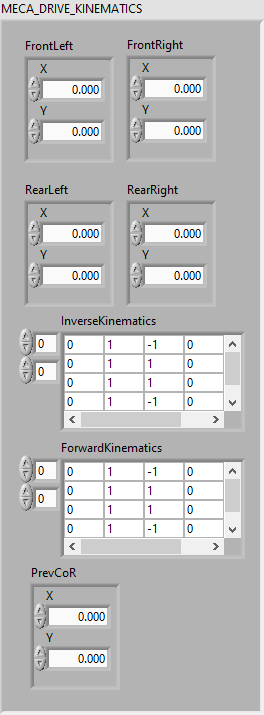 MECA_DRIVE_KINEMATICS
FrontLeft FrontRight
X X
0.000 0.000
Y Y
0.000 0.000
RearLeft RearRight
X X
0.000 0.000
Y Y
0.000 0.000
InverseKinematics
0 0 1 -1 0
0 0 1 1 0
0 1 1 0
0 1 -1 0
ForwardKinematics
0 0 1 -1 0
0 0 1 1 0
0 1 1 0
0 1 -1 0
PrevCoR
X
0.000
Y
0.000